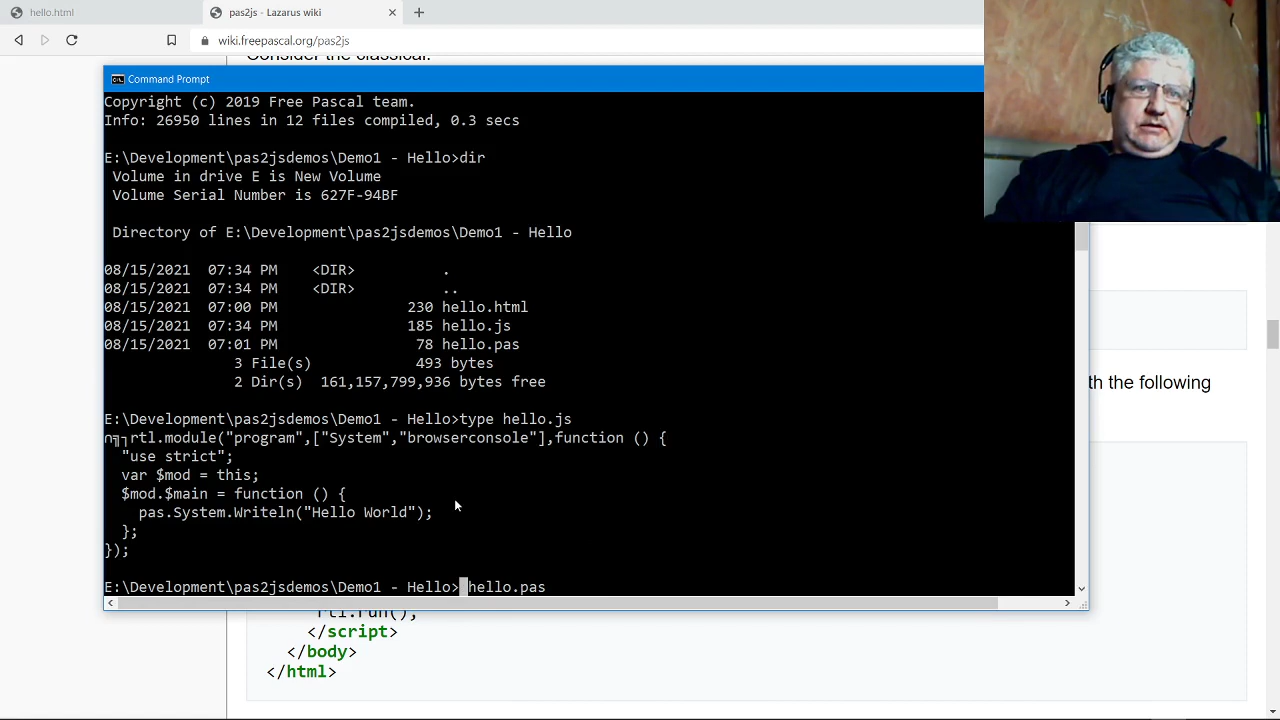 hello.html
pas2js - Lazarus wiki
wiki.freepascal.org/pas2js
Consider the classical:
Command Prompt
Copyright (c) 2019 Free Pascal team.
Info: 26950 lines in 12 files compiled, 0.3 secs
E:\Development\pas2jsdemos\Demo1 - Hello>dir
Volume in drive E is New Volume
Volume Serial Number is 627F-94BF
Directory of E:\Development\pas2jsdemos\Demo1 - Hello
08/15/2021 07:34 PM <DIR> .
08/15/2021 07:34 PM <DIR> ..
08/15/2021 07:00 PM 230 hello.html
08/15/2021 07:34 PM 185 hello.js
08/15/2021 07:01 PM 78 hello.pas
3 File(s) 493 bytes
2 Dir(s) 161,157,799,936 bytes free
th the following
E:\Development\pas2jsdemos\Demo1 - Hello>type hello.js
∩╗┐rtl.module("program",["System","browserconsole"],function () {
"use strict";
var $mod = this;
$mod.$main = function () {
pas.System.Writeln("Hello World");
};
});
E:\Development\pas2jsdemos\Demo1 - Hello> hello.pas
rtl.run();
</script>
</body>
</html>